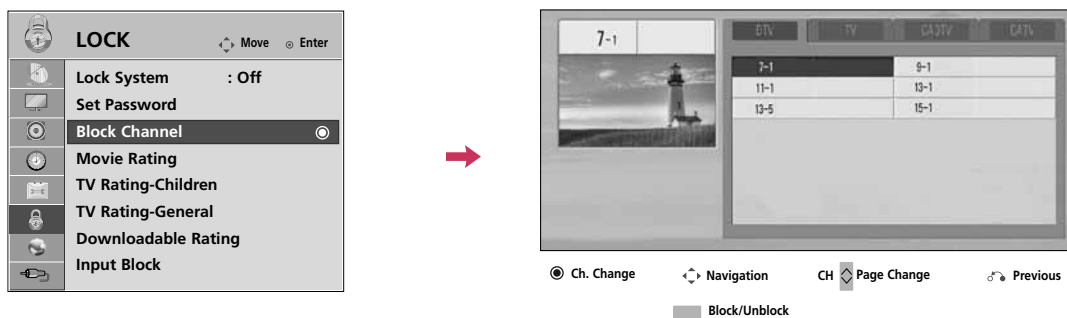 LOCK
Move
Enter
Lock System : Off
Set Password
Block Channel
Movie Rating
TV Rating-Children
TV Rating-General
Downloadable Rating
Input Block
7-1
DTV TV CADTV CATV
7-1 9-1
11-1 13-1
13-5 15-1
Ch. Change
Navigation
CH Page Change
Previous
Block/Unblock